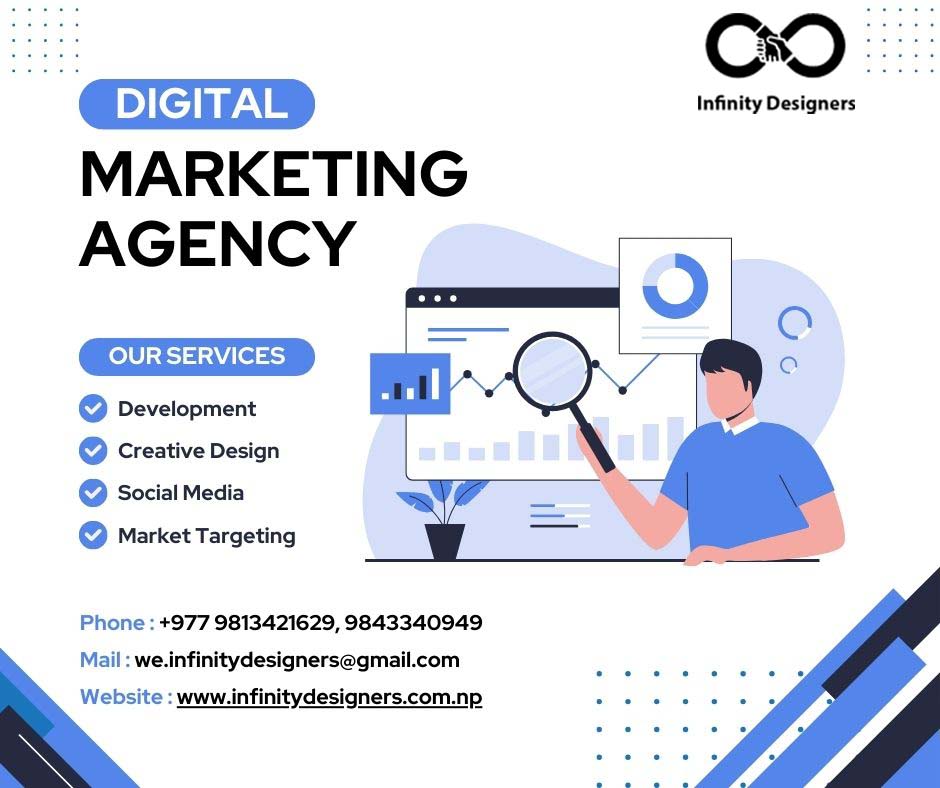 Infinity Designers
DIGITAL
MARKETING
AGENCY
OUR SERVICES
Development
Creative Design
Social Media
Market Targeting
Phone : +977 9813421629, 9843340949
Mail : we.infinitydesigners@gmail.com
Website : www.infinitydesigners.com.np